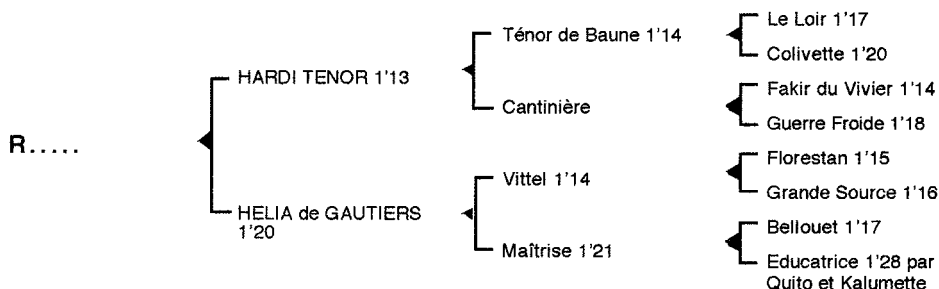 Le Loir 1'17
Ténor de Baune 1'14
Colivette 1'20
HARDI TENOR 1'13
Fakir du Vivier 1'14
Cantinière
Guerre Froide 1'18
R.....
Florestan 1'15
Vittel 1'14
Grande Source 1'16
HELIA de GAUTIERS
1'20
Bellouet 1'17
Maîtrise 1'21
Educatrice 1'28 par
Quito et Kalumette